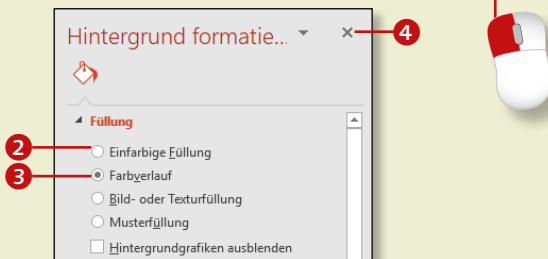 Hintergrund formatie...
4
Füllung
2
Einfarbige Füllung
3
Farbverlauf
Bild- oder Texturfüllung
Musterfüllung
Hintergrundgrafiken ausblenden